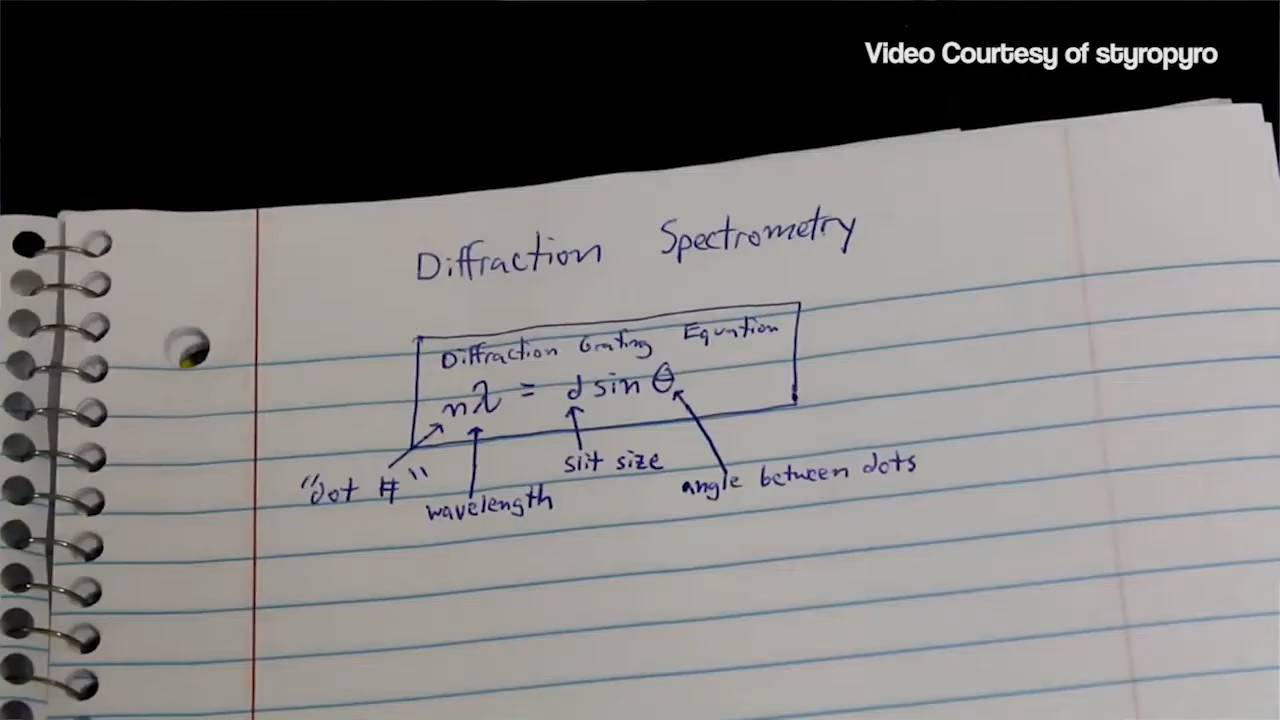 Video Courtesy of styropyro
Diffraction Spectrometry
Diffraction Grating Equation
nλ = d sin θ
"dot #"
wavelength
slit size
angle between dots